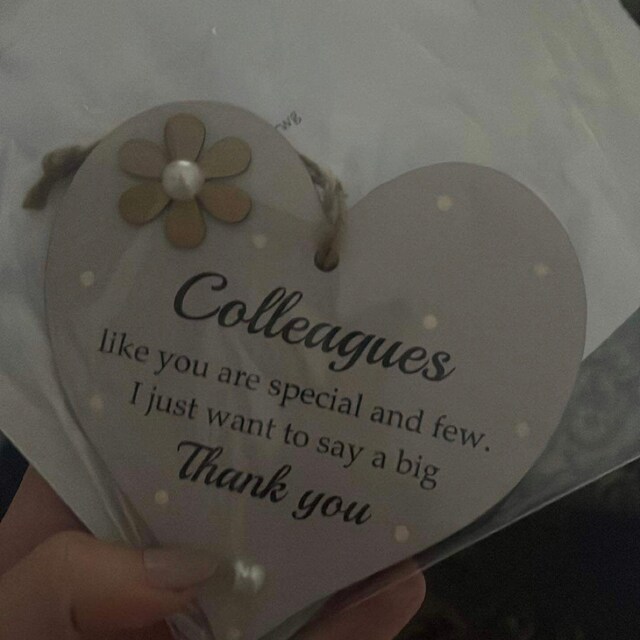 Colleagues
like you are special and few.
I just want to say a big
Thank you